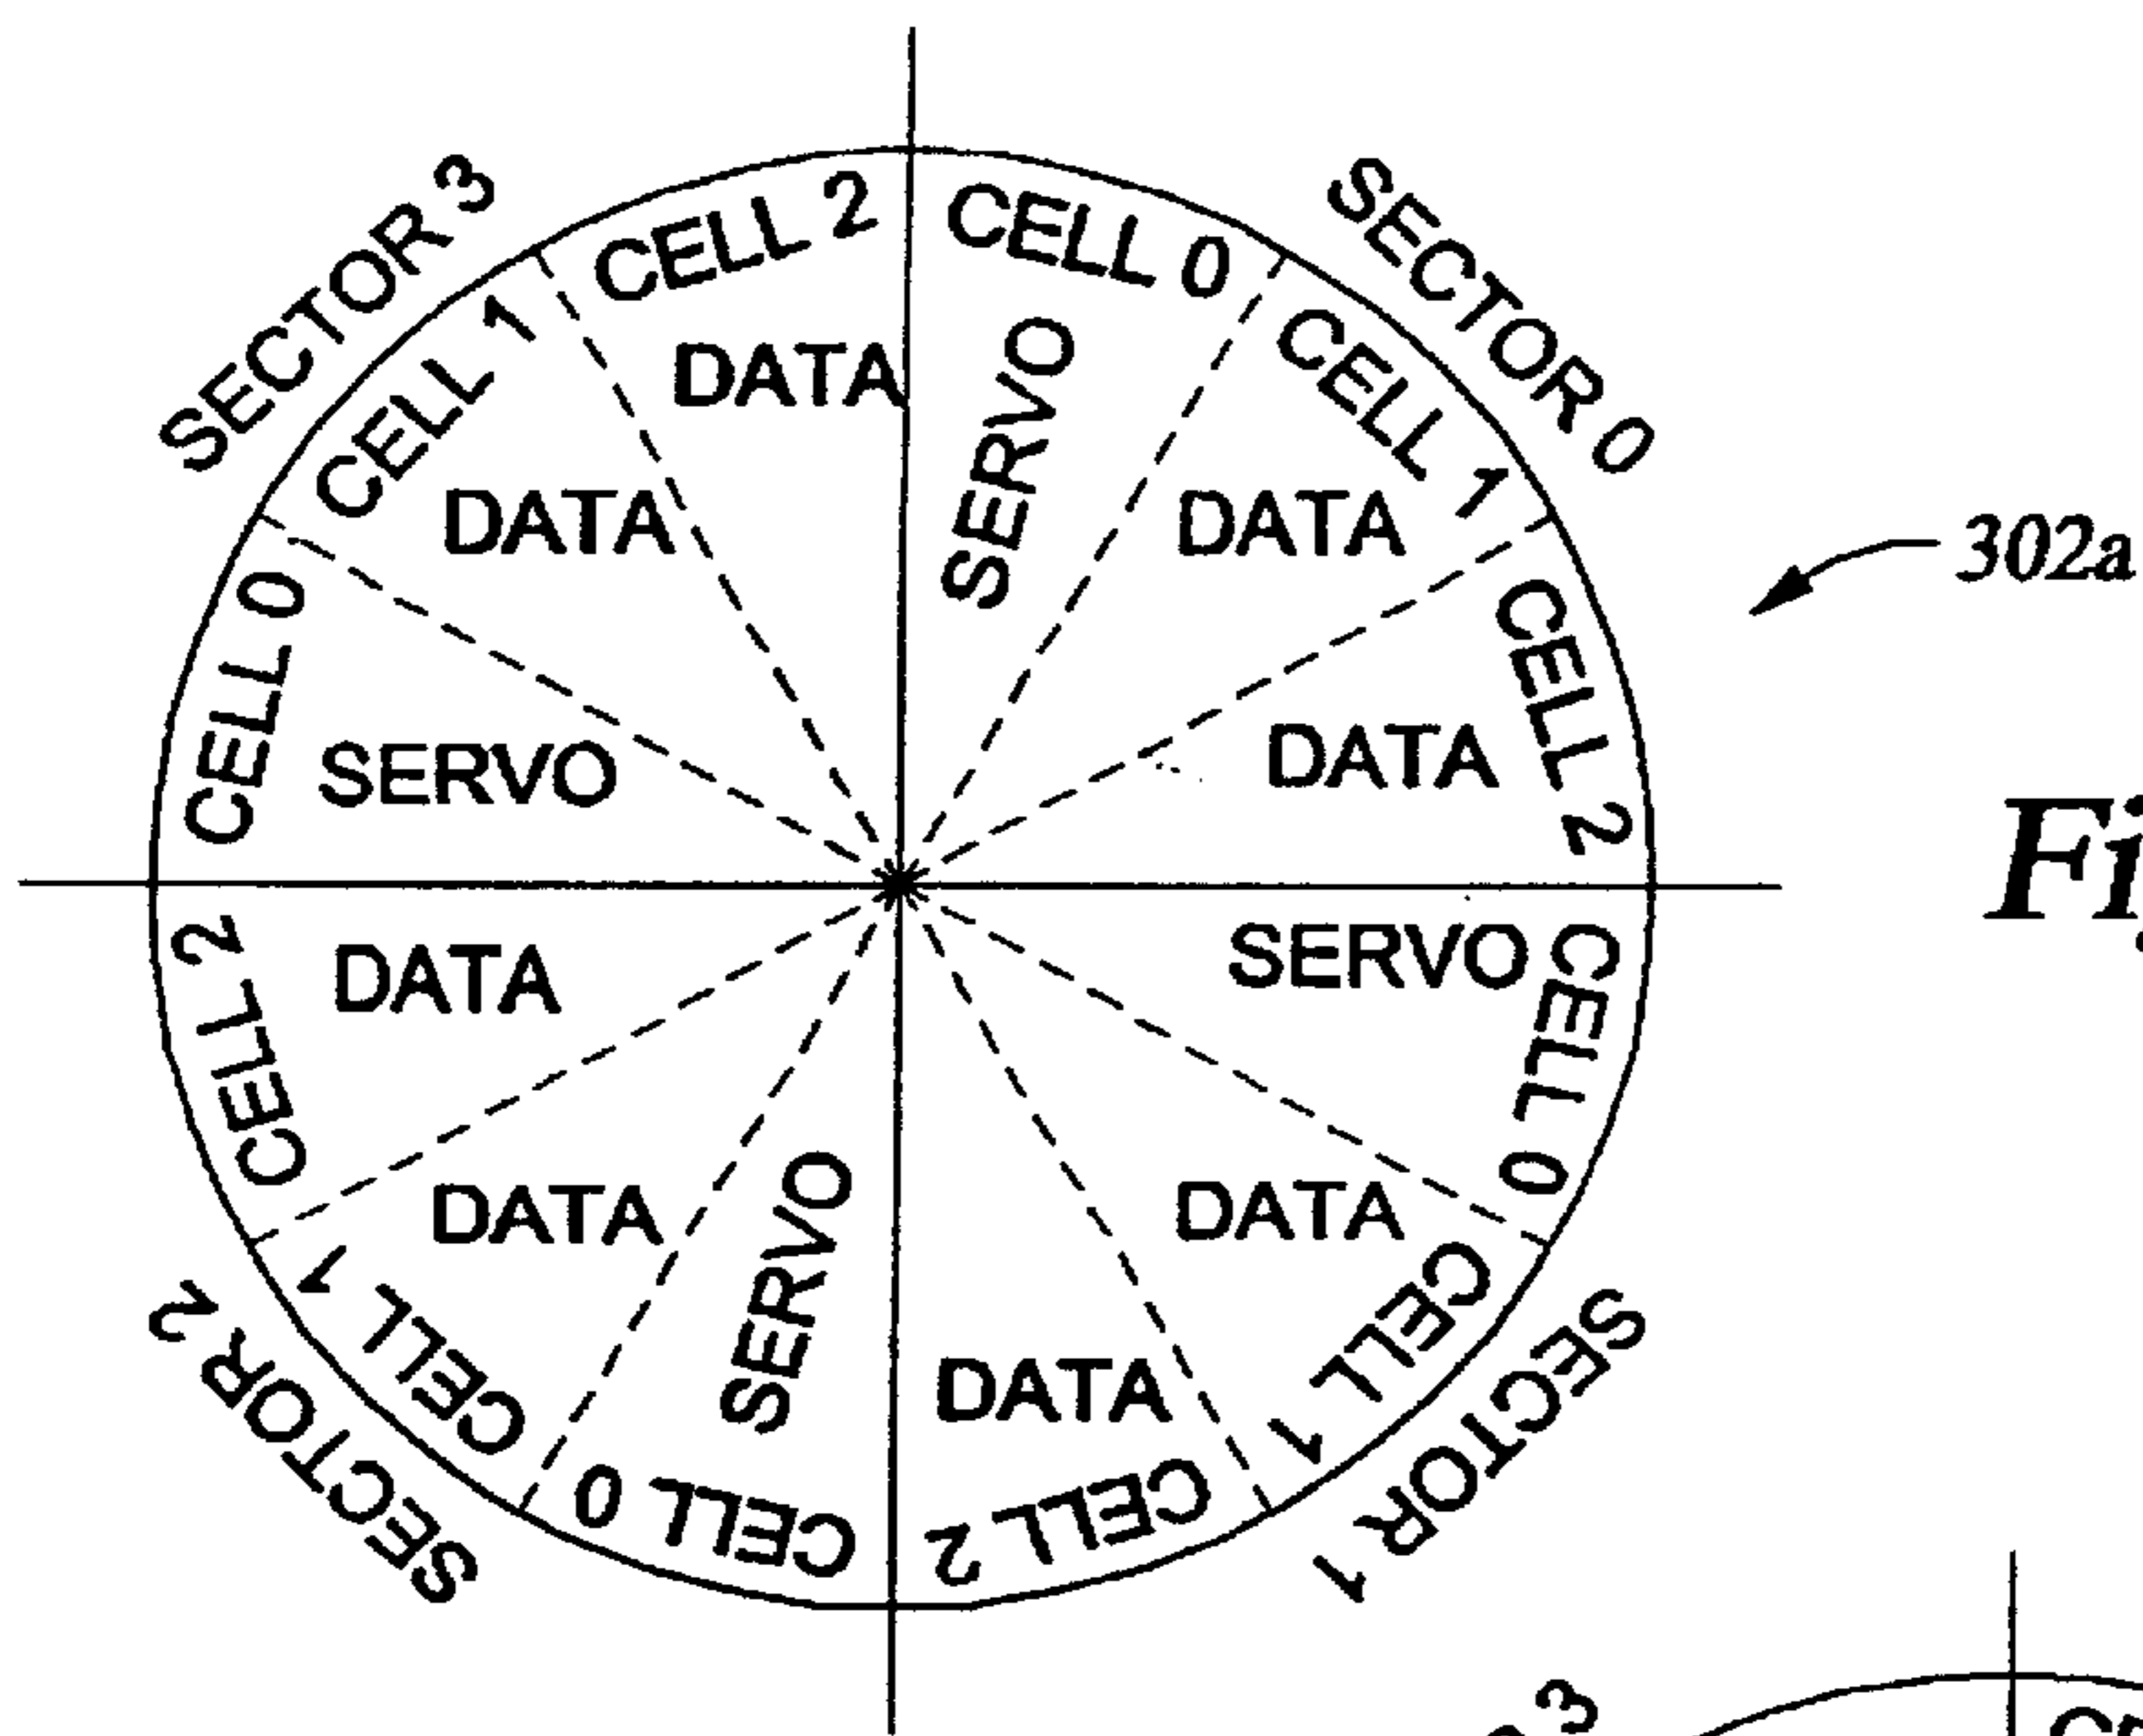 SECTOR 0
CELL 0
SERVO
CELL 1
DATA
CELL 2
DATA
SECTOR 1
CELL 0
SERVO
CELL 1
DATA
CELL 2
DATA
SECTOR 2
CELL 0
SERVO
CELL 1
DATA
CELL 2
DATA
SECTOR 3
CELL 0
SERVO
CELL 1
DATA
CELL 2
DATA
302a
3